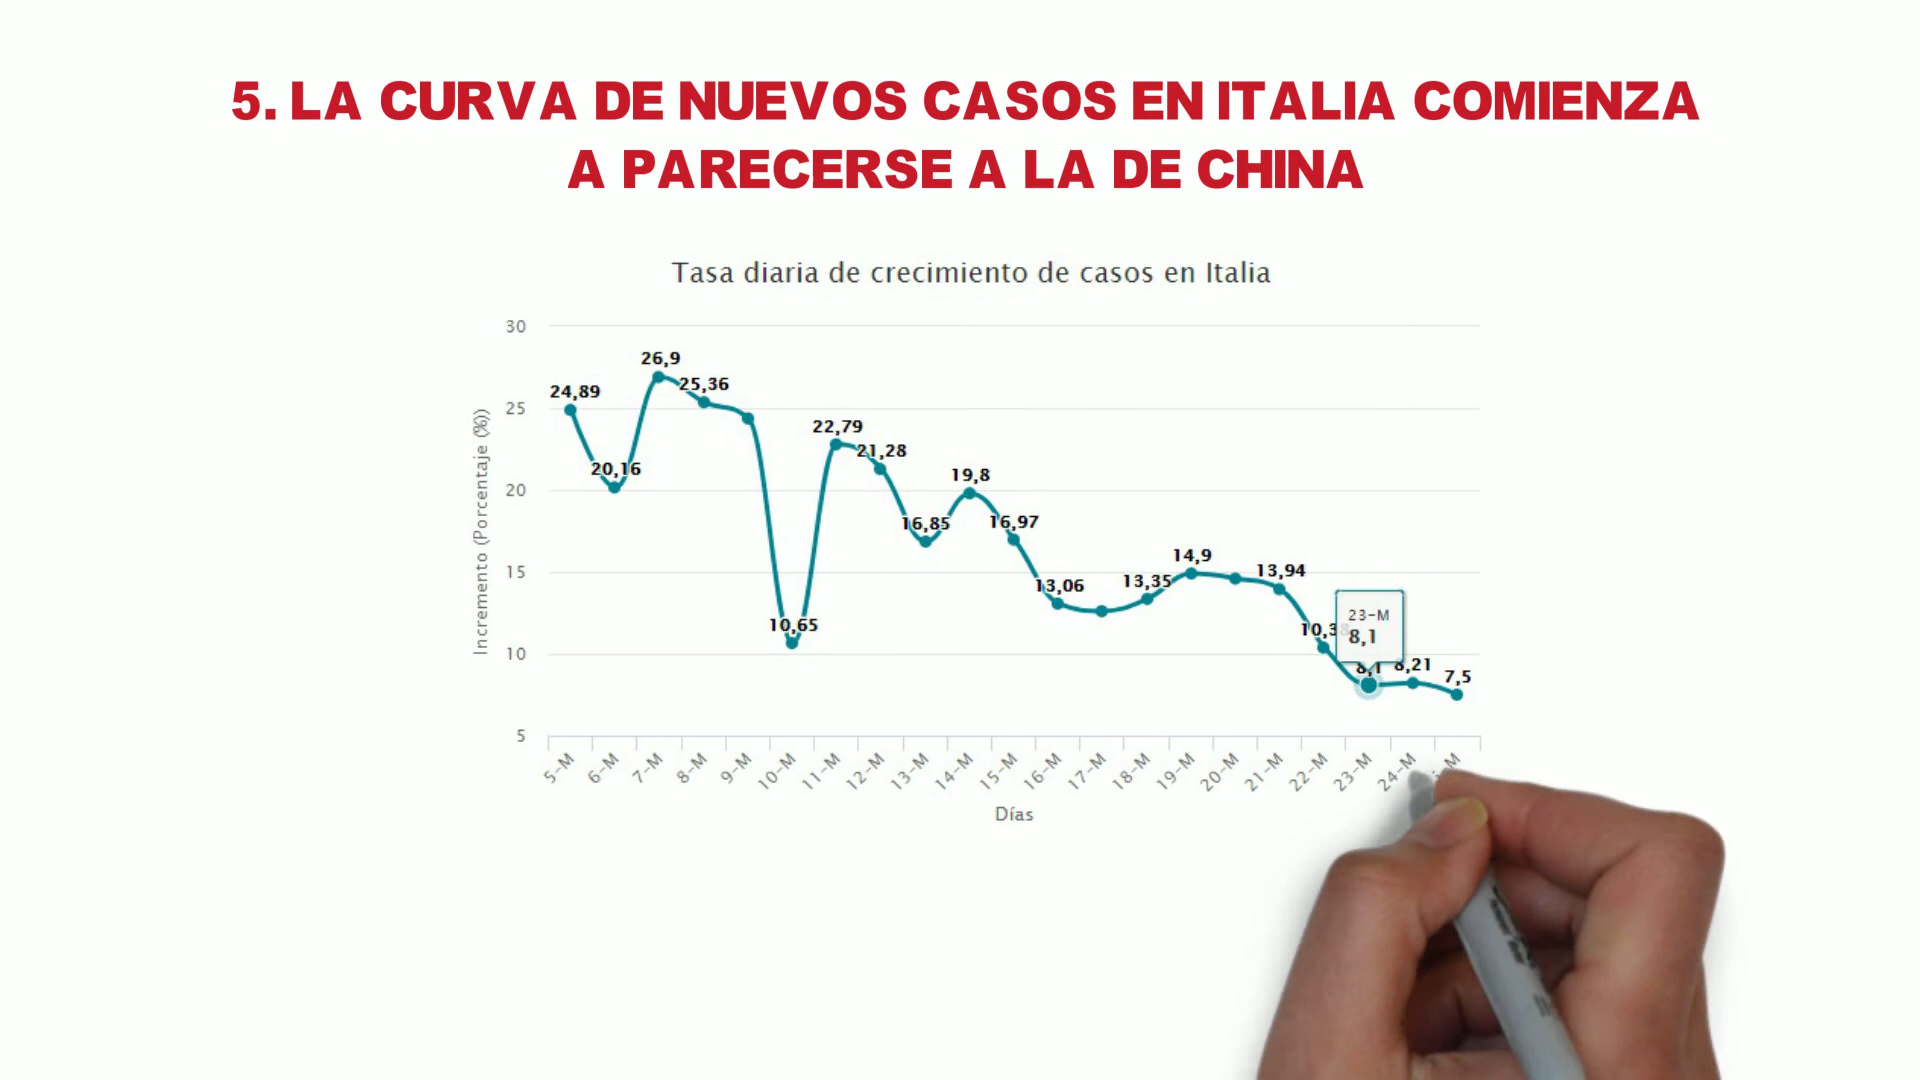 5. LA CURVA DE NUEVOS CASOS EN ITALIA COMIENZA
A PARECERSE A LA DE CHINA
Tasa diaria de crecimiento de casos en Italia
Incremento (Porcentaje (%))
30
25
20
15
10
5
24,89
20,16
26,9
25,36
10,65
22,79
21,28
16,85
19,8
16,97
13,06
13,35
14,9
13,94
10,38
23-M
8,1
8,1
8,21
7,5
5-M
6-M
7-M
8-M
9-M
10-M
11-M
12-M
13-M
14-M
15-M
16-M
17-M
18-M
19-M
20-M
21-M
22-M
23-M
24-M
Días